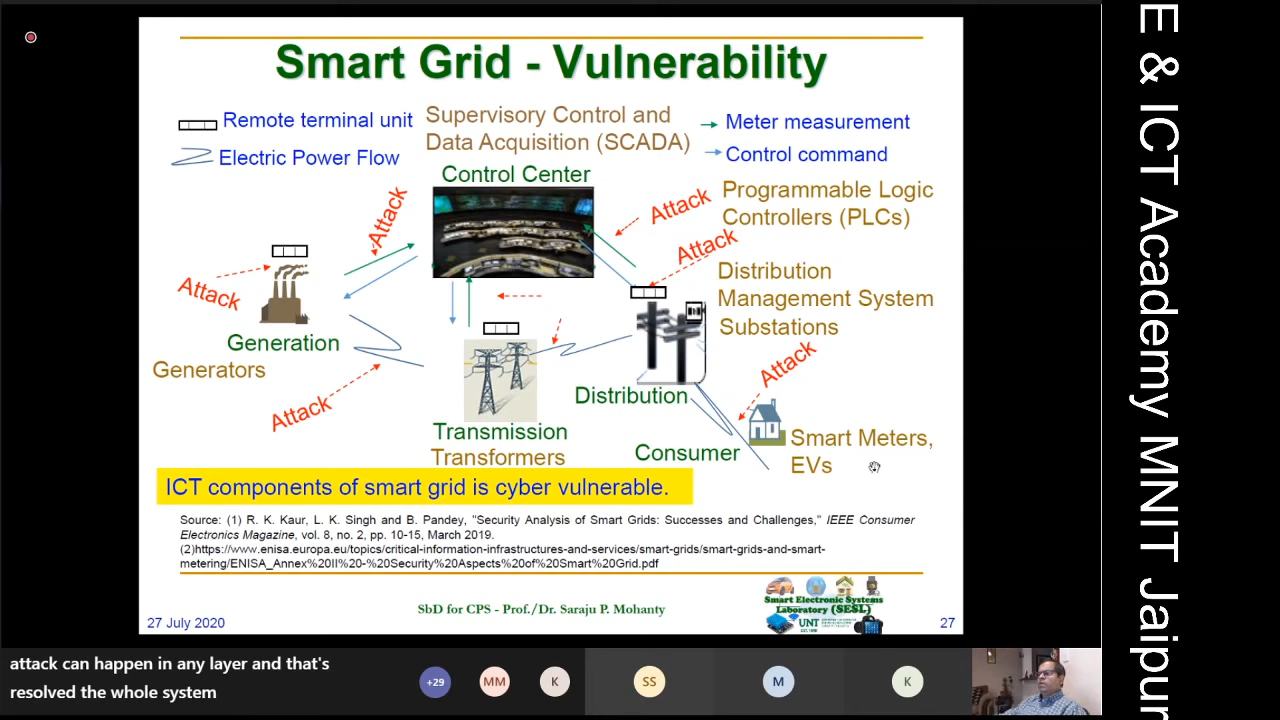 Smart Grid - Vulnerability
Remote terminal unit
Electric Power Flow
Supervisory Control and
Data Acquisition (SCADA)
Control Center
Meter measurement
Control command
Programmable Logic
Controllers (PLCs)
Attack
Attack
Attack
Attack
Distribution
Management System
Substations
Generation
Generators
Attack
Attack
Distribution
Transmission
Transformers
Consumer
Smart Meters,
EVs
ICT components of smart grid is cyber vulnerable.
Source: (1) R. K. Kaur, L. K. Singh and B. Pandey, "Security Analysis of Smart Grids: Successes and Challenges," IEEE Consumer
Electronics Magazine, vol. 8, no. 2, pp. 10-15, March 2019.
(2)https://www.enisa.europa.eu/topics/critical-information-infrastructures-and-services/smart-grids/smart-grids-and-smart-
metering/ENISA_Annex%20II%20-%20Security%20Aspects%20of%20Smart%20Grid.pdf
27 July 2020
SbD for CPS - Prof./Dr. Saraju P. Mohanty
Smart Electronic Systems
Laboratory (SESL)
UNT
27
attack can happen in any layer and that's
resolved the whole system
+29
MM
K
SS
M
K
E & ICT Academy MNIT Jaipur